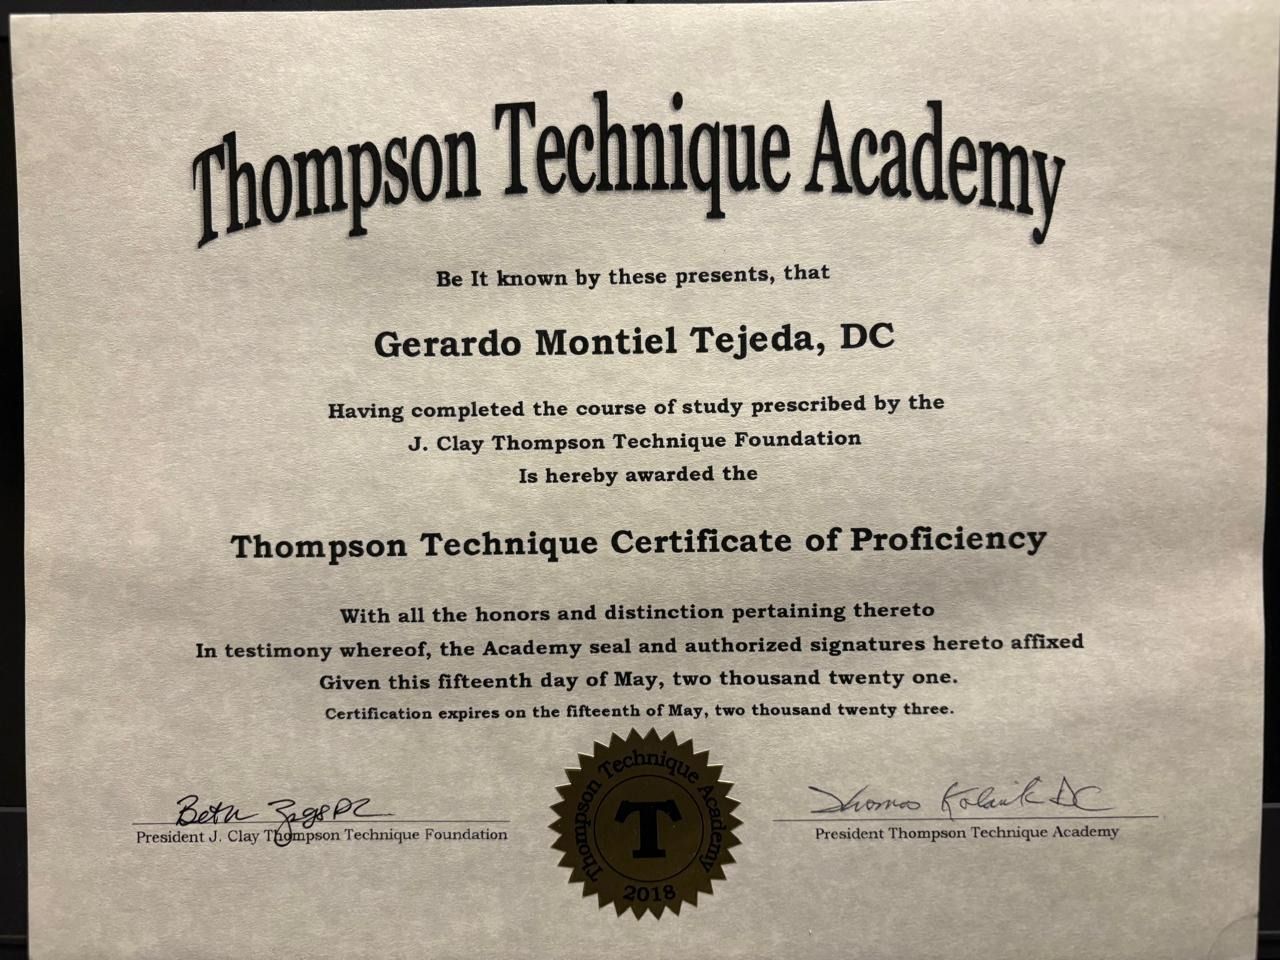 Thompson Technique Academy
Be It known by these presents, that
Gerardo Montiel Tejeda, DC
Having completed the course of study prescribed by the
J. Clay Thompson Technique Foundation
Is hereby awarded the
Thompson Technique Certificate of Proficiency
With all the honors and distinction pertaining thereto
In testimony whereof, the Academy seal and authorized signatures hereto affixed
Given this fifteenth day of May, two thousand twenty one.
Certification expires on the fifteenth of May, two thousand twenty three.
Thompson Technique Academy
T
2018
Beth
President J. Clay Thompson Technique Foundation
Thomas DC
President Thompson Technique Academy